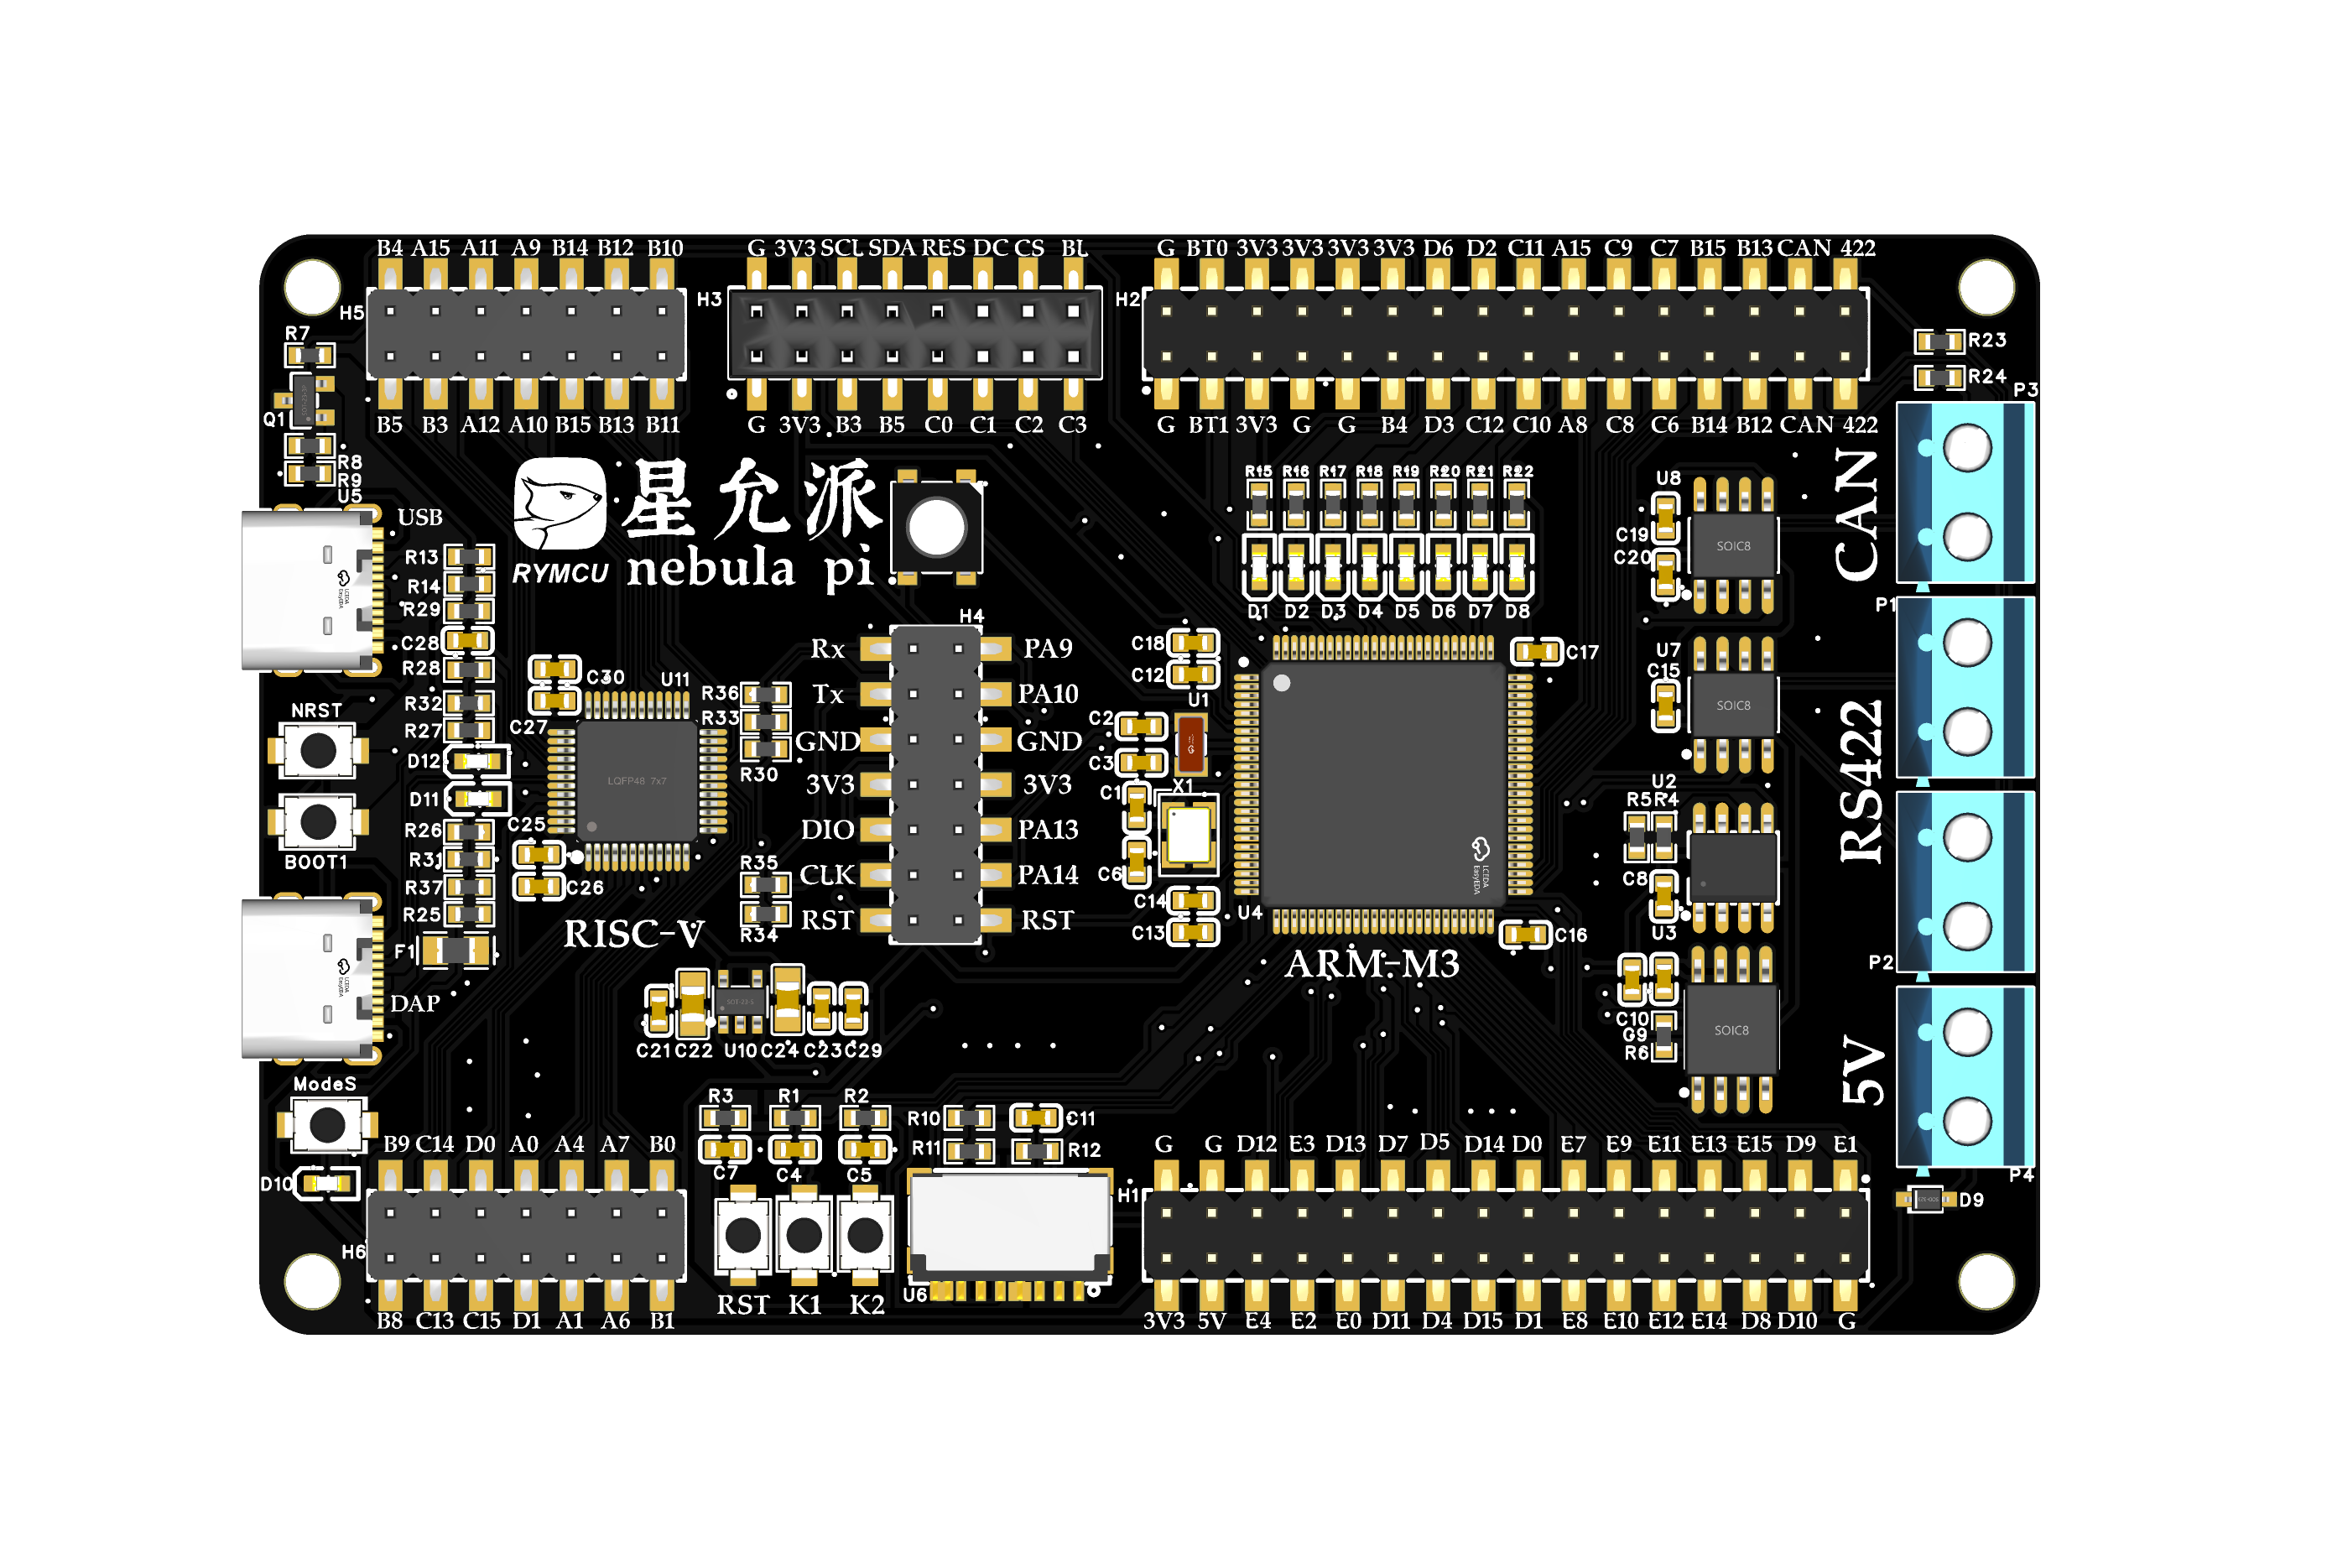 B4 A15 A11 A9 B14 B12 B10
G 3V3 SCL SDA RES DC CS BL
G BT0 3V3 3V3 3V3 3V3 D6 D2 C11 A15 C9 C7 B15 B13 CAN 422
H5
H3
H2
B5 B3 A12 A10 B15 B13 B11
G 3V3 B3 B5 C0 C1 C2 C3
G BT1 3V3 G G B4 D3 C12 C10 A8 C8 C6 B14 B12 CAN 422
R7
Q1
R8
R9
U5
R23
R24
P3
USB
星允派
RYMCU nebula pi
R15 R16 R17 R18 R19 R20 R21 R22
D1 D2 D3 D4 D5 D6 D7 D8
U8
C19
C20
SOIC8
CAN
P1
R13
R14
R29
C28
R28
R32
R27
D12
D11
R26
R31
R37
R25
F1
LCEDA
EasyEDA
NRST
BOOT1
C30 U11
C27
LQFP48 7x7
C25
C26
RISC-V
R36
R33
R30
R35
R34
H4
Rx PA9
Tx PA10
GND GND
3V3 3V3
DIO PA13
CLK PA14
RST RST
C18
C12
U1
C2
C3
X1
C1
C6
C14
C13
U4
C17
C16
LCEDA
EasyEDA
ARM-M3
U7
C15
SOIC8
U2
R5 R4
C8
U3
C10
R6
SOIC8
RS422
P2
5V
P4
D9
LCEDA
EasyEDA
DAP
C21 C22 U10 C24 C23 C29
SOT-23-5
ModeS
D10
R3 R1 R2
C7 C4 C5
R10 C11
R11 R12
B9 C14 D0 A0 A4 A7 B0
G G D12 E3 D13 D7 D5 D14 D0 E7 E9 E11 E13 E15 D9 E1
H6
H1
U6
RST K1 K2
B8 C13 C15 D1 A1 A6 B1
3V3 5V E4 E2 E0 D11 D4 D15 D1 E8 E10 E12 E14 D8 D10 G